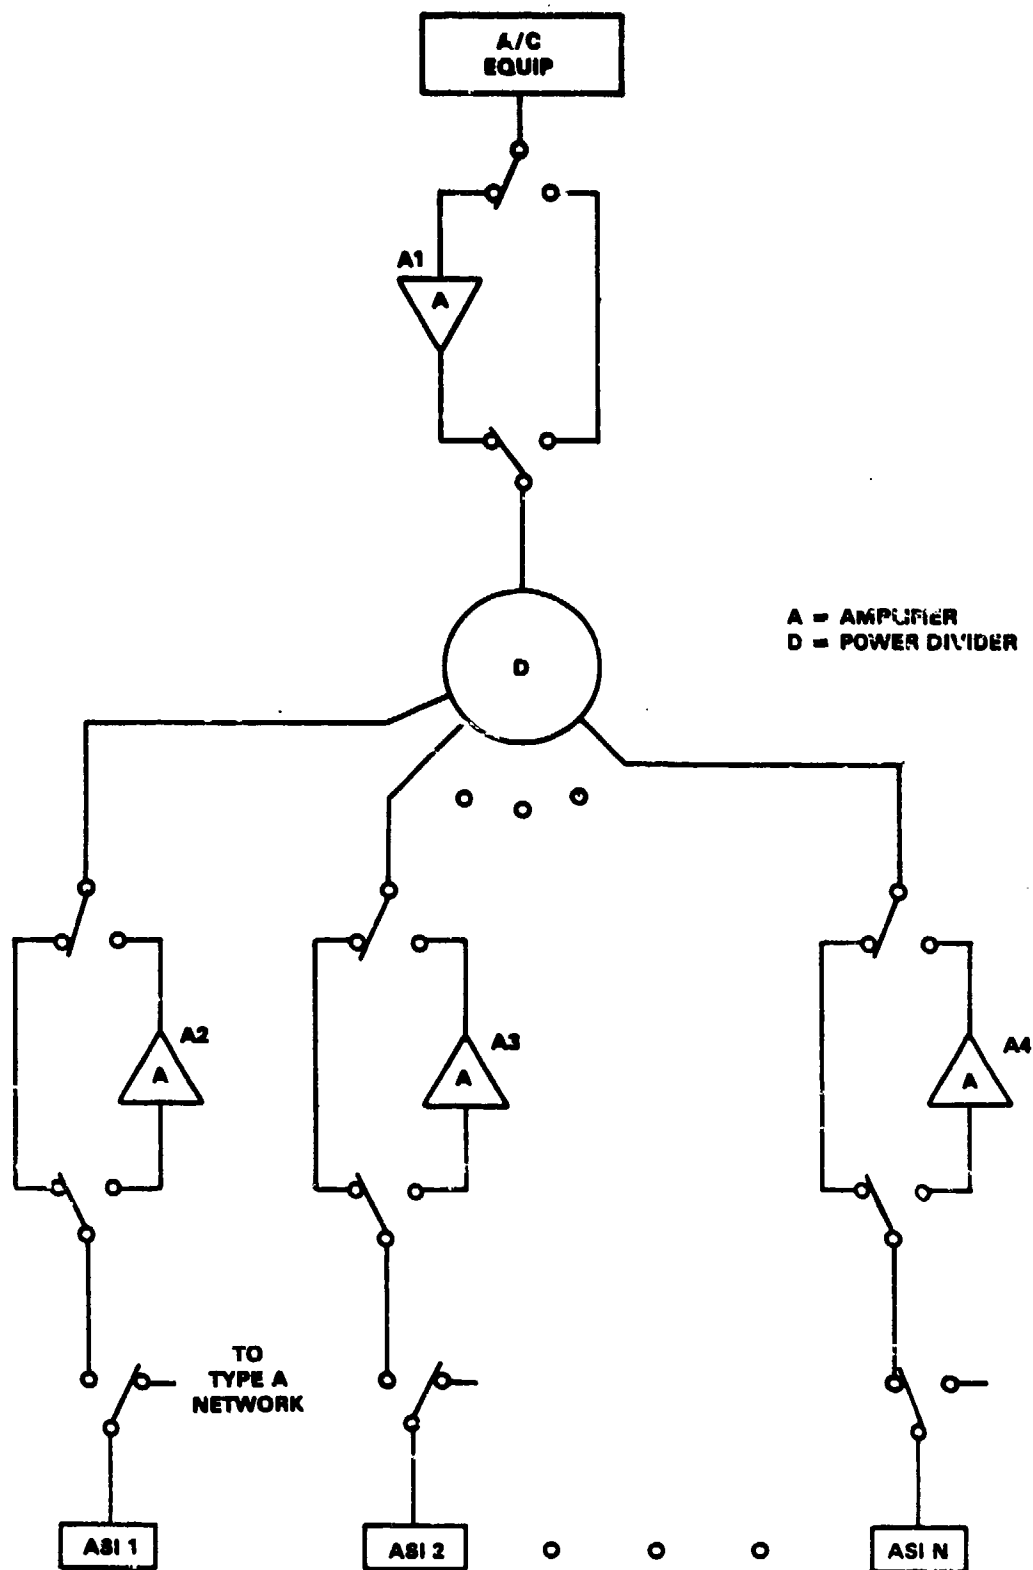 A/C
EQUIP
A1
A
D
A = AMPLIFIER
D = POWER DIVIDER
A2
A
A3
A
A4
A
TO
TYPE A
NETWORK
ASI 1
ASI 2
ASI N